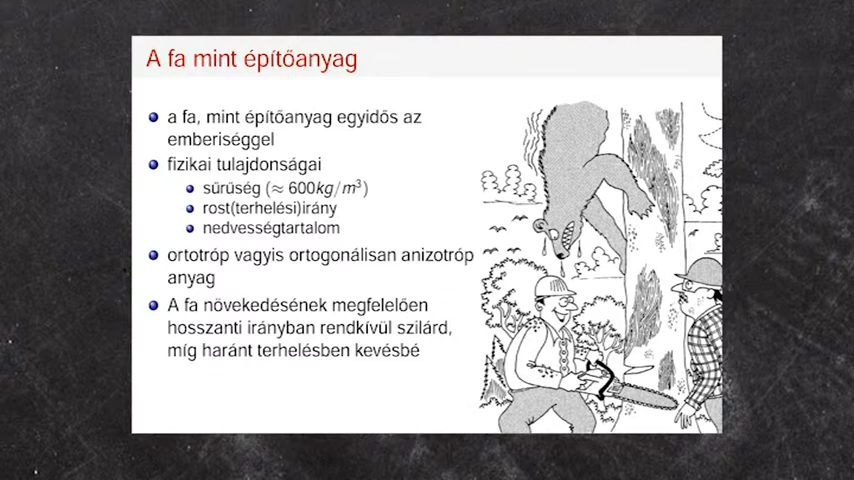 A fa mint építőanyag
a fa, mint építőanyag egyidős az
emberiséggel
fizikai tulajdonságai
sűrűség (≈ 600kg/m³)
rost(terhelési)irány
nedvességtartalom
ortotróp vagyis ortogonálisan anizotróp
anyag
A fa növekedésének megfelelően
hosszanti irányban rendkívül szilárd,
míg haránt terhelésben kevésbé